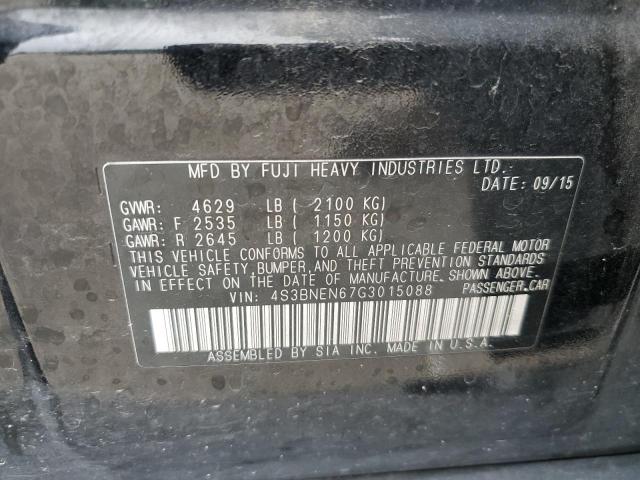 MFD BY FUJI HEAVY INDUSTRIES LTD.
DATE: 09/15
GVWR: 4629 LB ( 2100 KG)
GAWR: F 2535 LB ( 1150 KG)
GAWR: R 2645 LB ( 1200 KG)
THIS VEHICLE CONFORMS TO ALL APPLICABLE FEDERAL MOTOR
VEHICLE SAFETY, BUMPER, AND THEFT PREVENTION STANDARDS
IN EFFECT ON THE DATE OF MANUFACTURE SHOWN ABOVE.
VIN: 4S3BNEN67G3015088 PASSENGER CAR
ASSEMBLED BY SIA INC. MADE IN U.S.A.